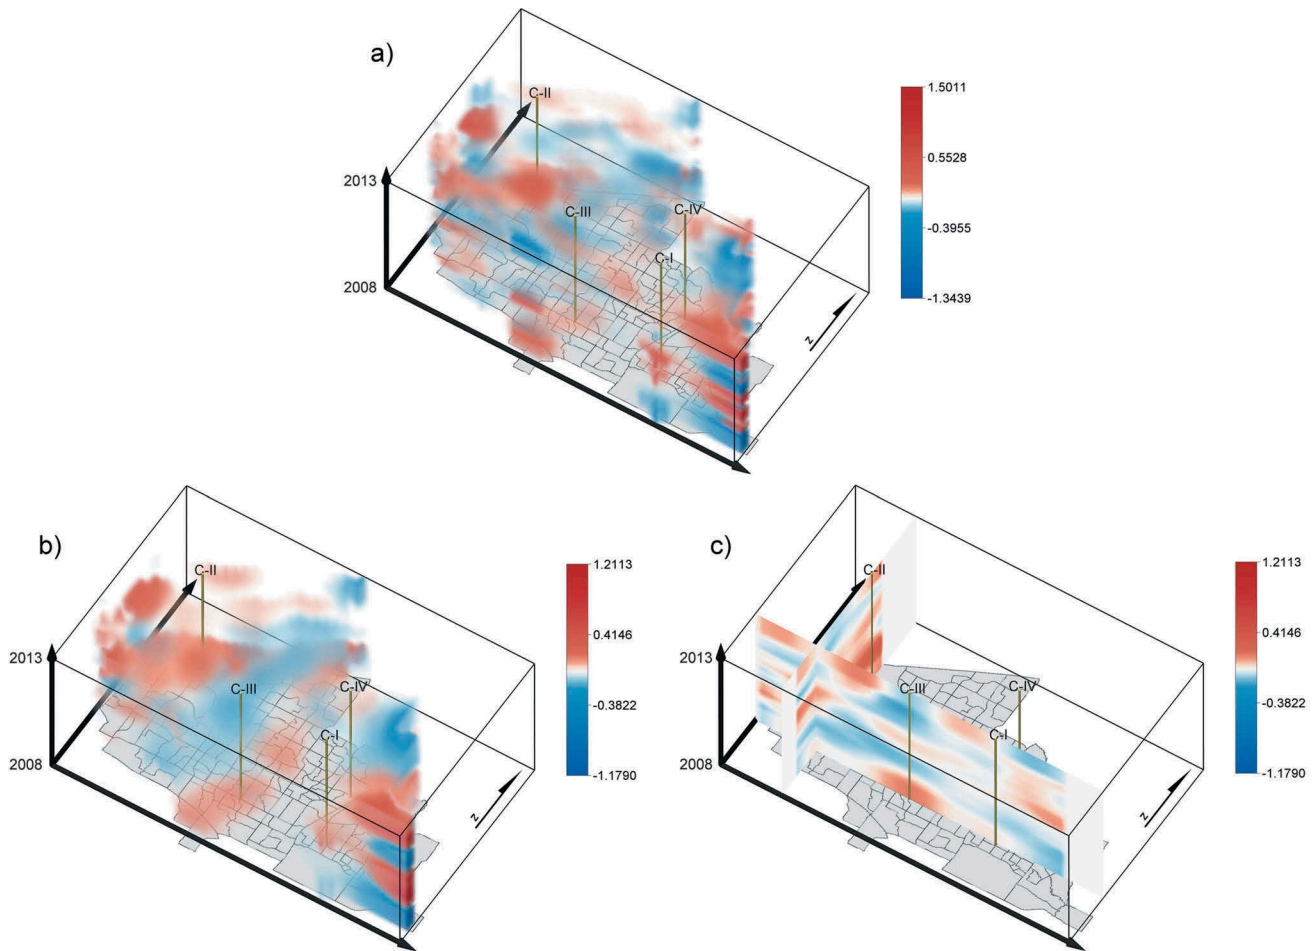 a)
C-II
1.5011
0.5528
2013
C-III
C-IV
-0.3955
C-I
2008
-1.3439
z
b)
C-II
1.2113
0.4146
2013
C-III
C-IV
-0.3822
C-I
2008
-1.1790
z
c)
C-II
1.2113
0.4146
2013
C-III
C-IV
-0.3822
C-I
2008
-1.1790
z